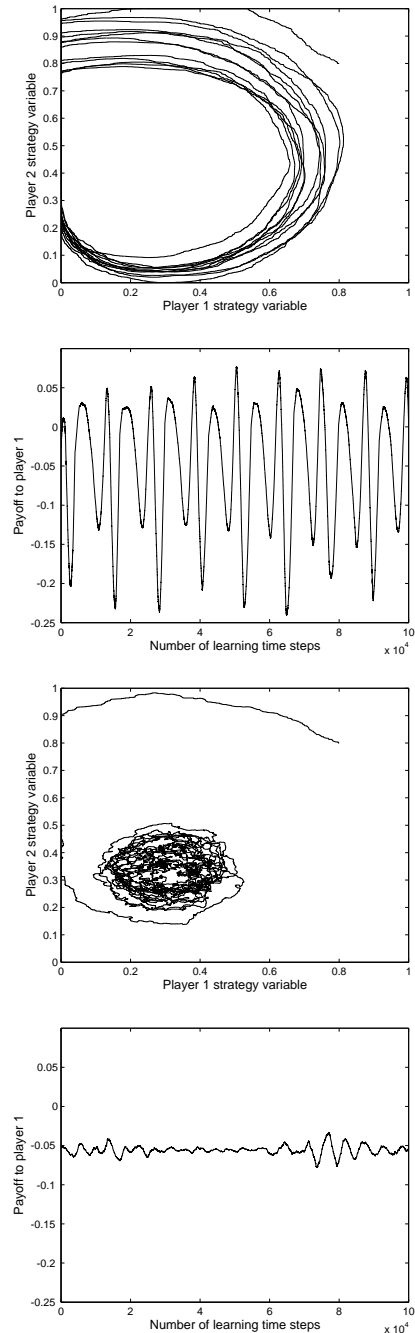 1
0.9
0.8
0.7
0.6
0.5
0.4
0.3
0.2
0.1
0
0 0.2 0.4 0.6 0.8 1
Player 2 strategy variable
Player 1 strategy variable
0.05
0
-0.05
-0.1
-0.15
-0.2
-0.25
0 2 4 6 8 10
x 10^4
Payoff to player 1
Number of learning time steps
1
0.9
0.8
0.7
0.6
0.5
0.4
0.3
0.2
0.1
0
0 0.2 0.4 0.6 0.8 1
Player 2 strategy variable
Player 1 strategy variable
0.05
0
-0.05
-0.1
-0.15
-0.2
-0.25
0 2 4 6 8 10
x 10^4
Payoff to player 1
Number of learning time steps